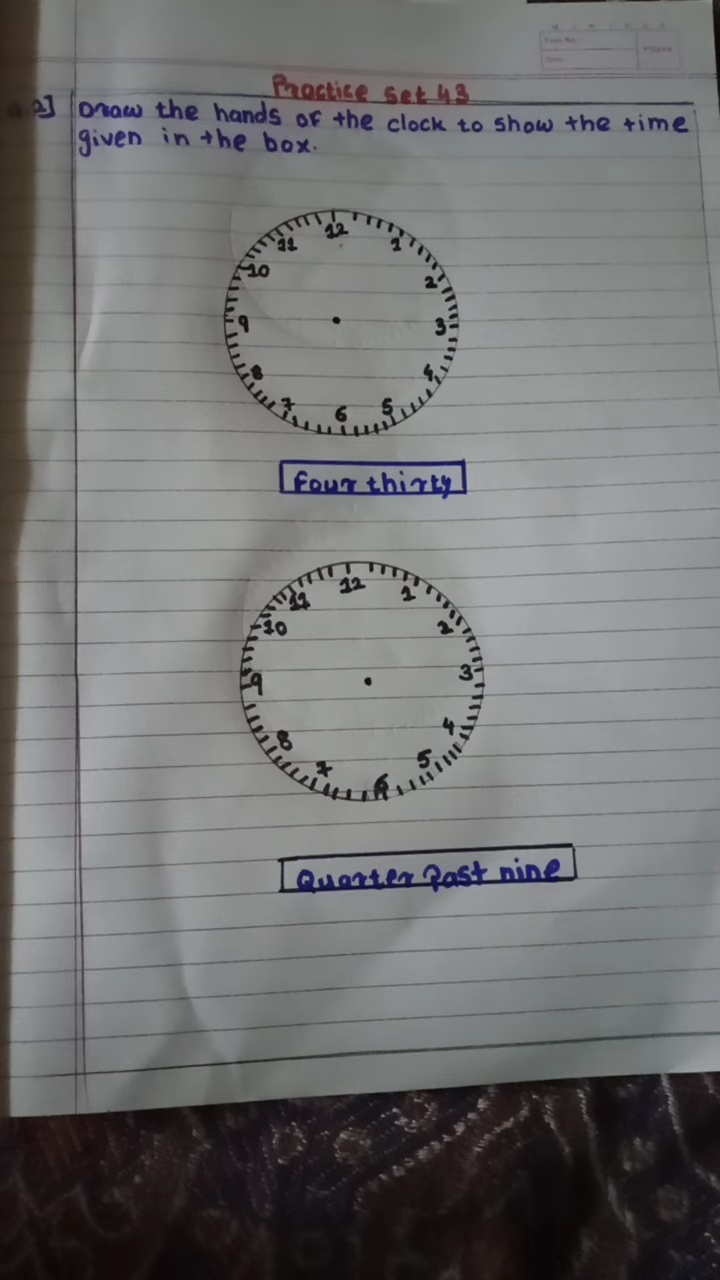 Practice set 43
2] Draw the hands of the clock to show the time
given in the box.
12
11 1
10 2
9 3
8 4
7 5
6
Four thirty
12
11 1
10 2
9 3
8 4
7 5
6
Quarter Past nine